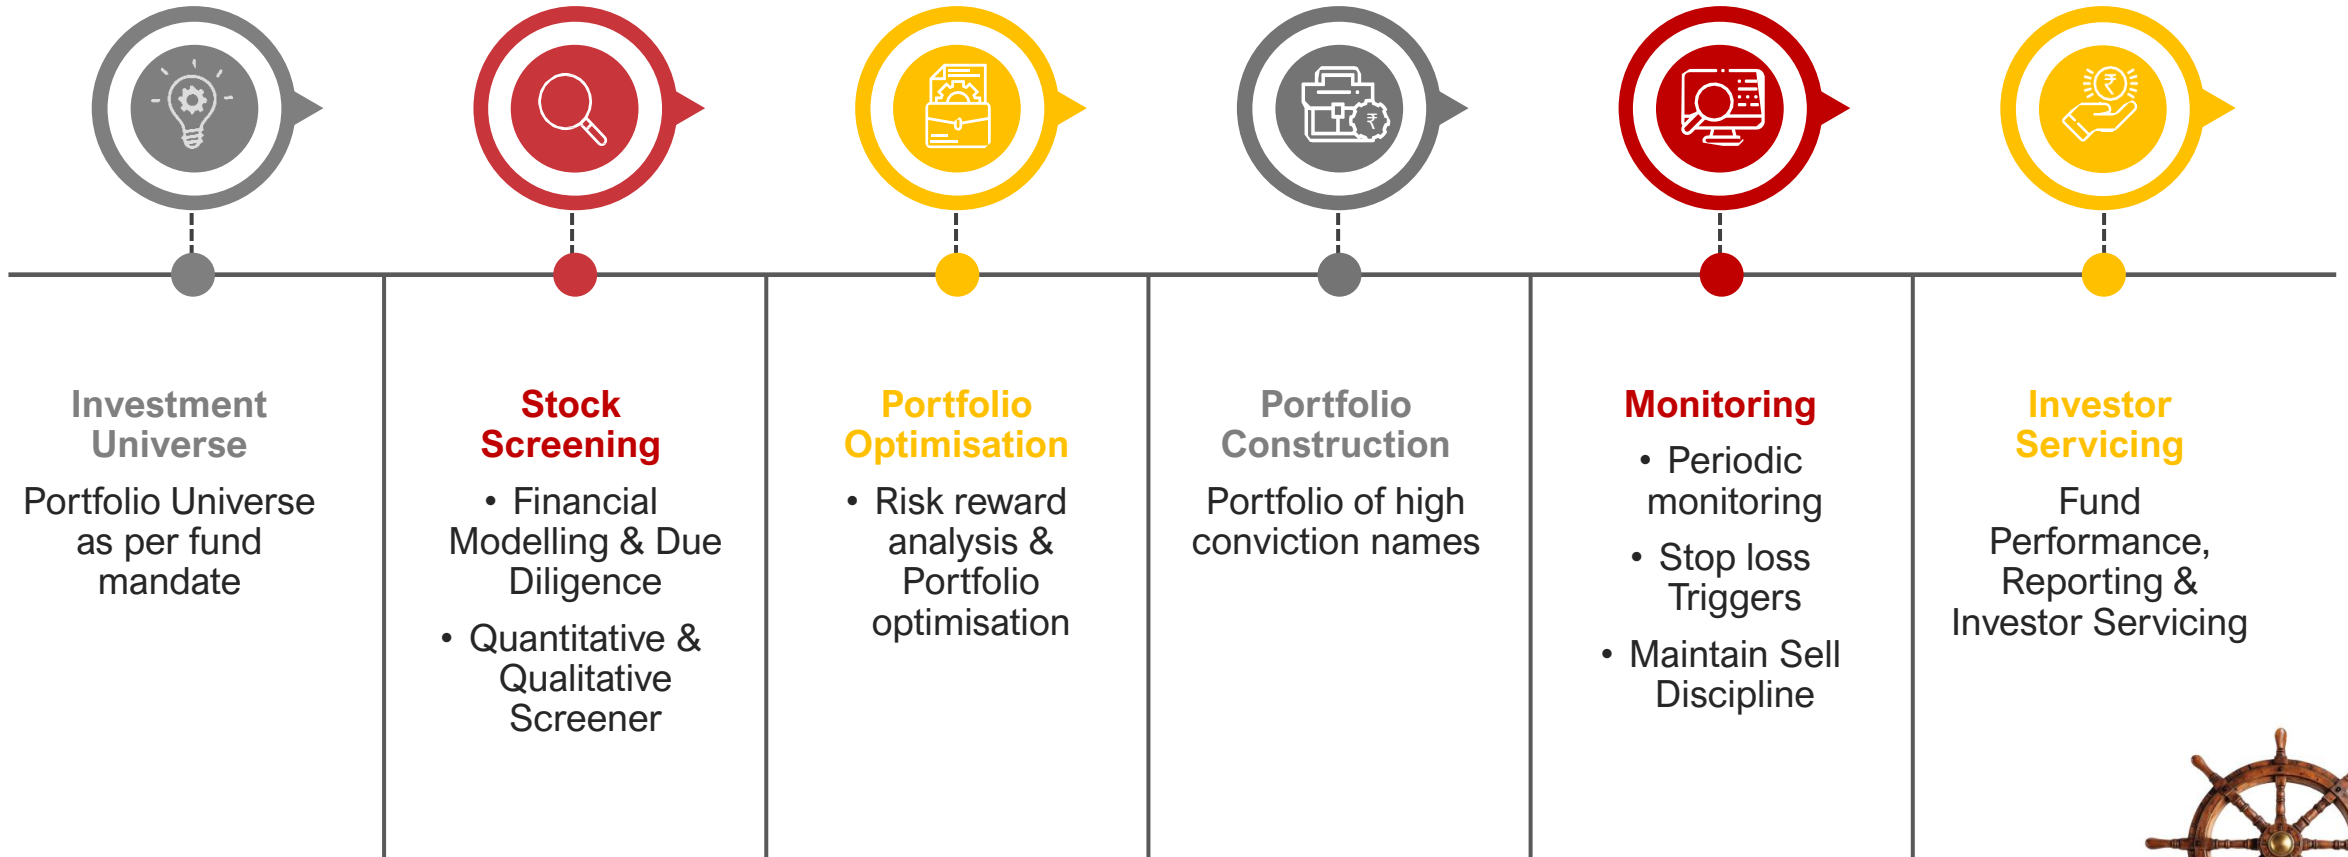 Investment
Universe
Portfolio Universe
as per fund
mandate
Stock
Screening
• Financial
Modelling & Due
Diligence
• Quantitative &
Qualitative
Screener
Portfolio
Optimisation
• Risk reward
analysis &
Portfolio
optimisation
₹
Portfolio
Construction
Portfolio of high
conviction names
Monitoring
• Periodic
monitoring
• Stop loss
Triggers
• Maintain Sell
Discipline
₹
Investor
Servicing
Fund
Performance,
Reporting &
Investor Servicing